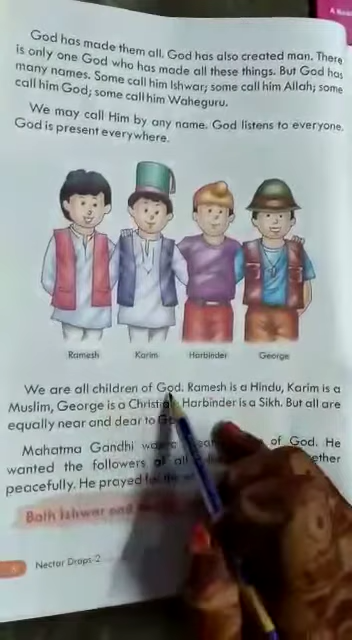 God has made them all. God has also created man. There
is only one God who has made all these things. But God has
many names. Some call him Ishwar; some call him Allah; some
call him God; some call him Waheguru.
We may call Him by any name. God listens to everyone.
God is present everywhere.
Ramesh Karim Harbinder George
We are all children of God. Ramesh is a Hindu, Karim is a
Muslim, George is a Christian. Harbinder is a Sikh. But all are
equally near and dear to
Mahatma Gandhi was a of God. He
wanted the followers of all
peacefully. He prayed
Both Ishwar and
Nectar Drops-2